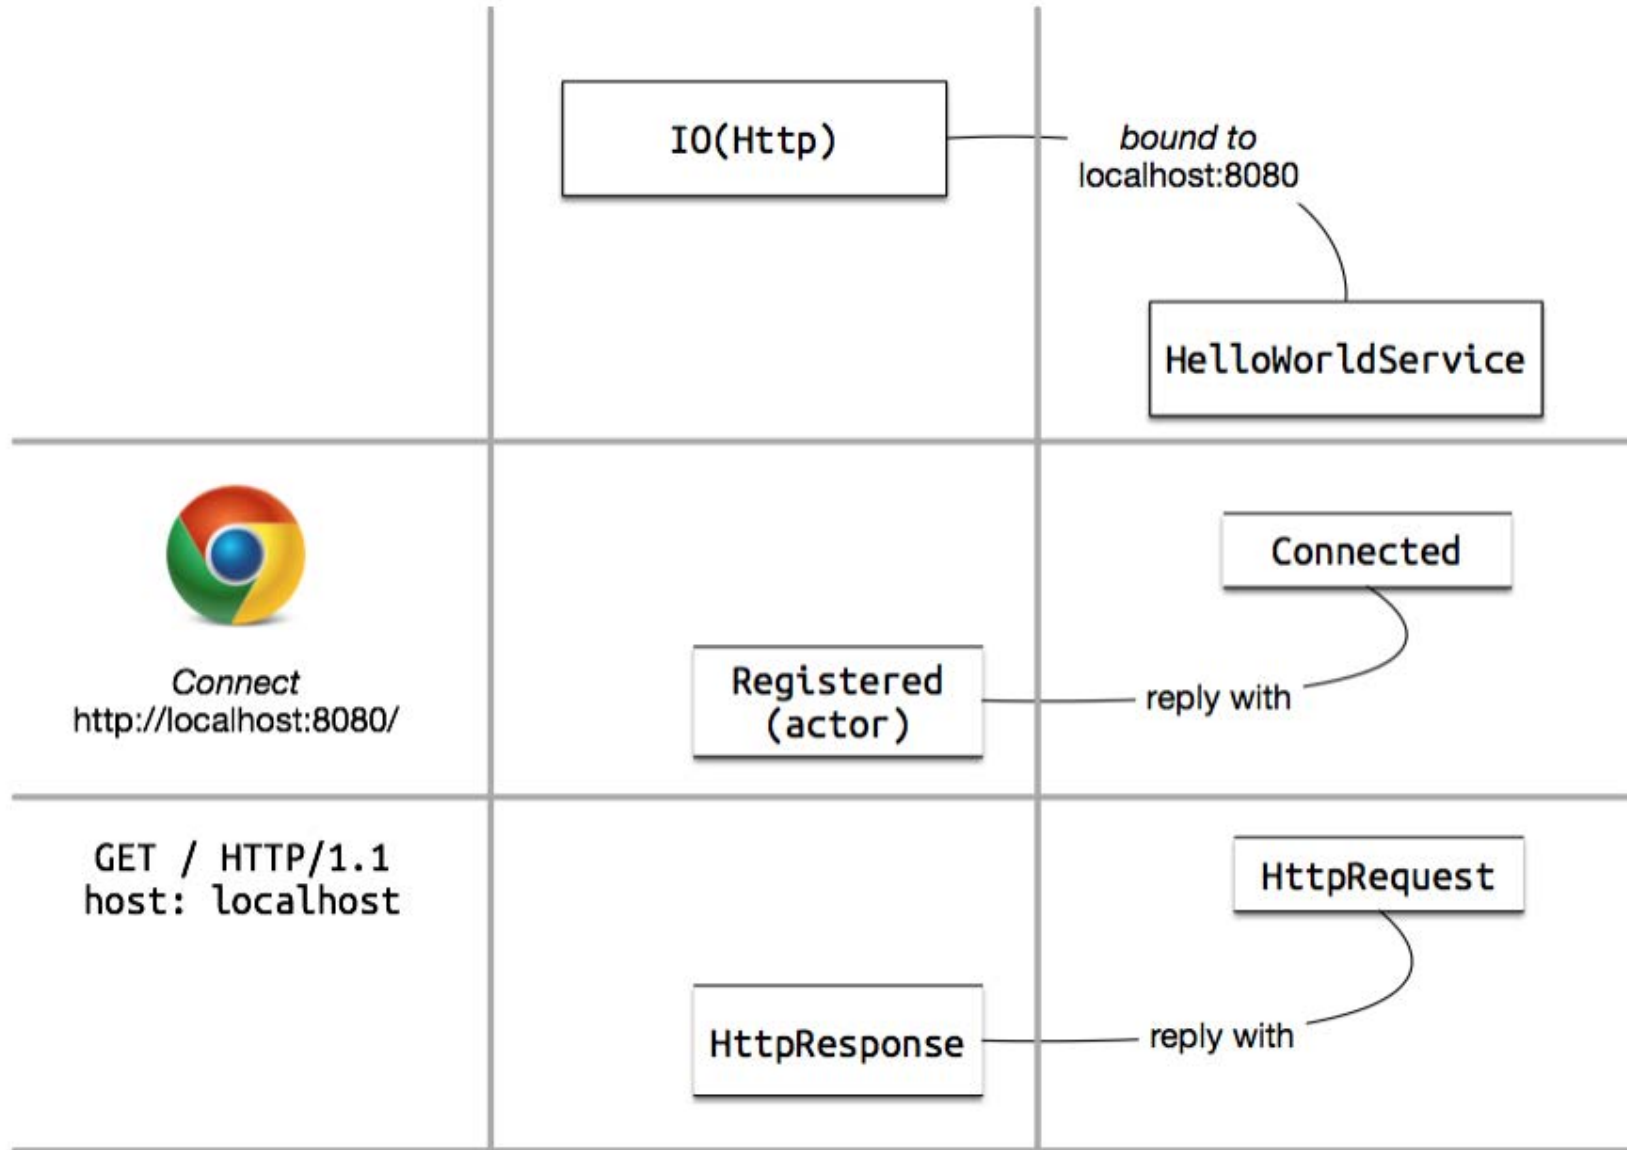 IO(Http)
bound to
localhost:8080
HelloWorldService
Connect
http://localhost:8080/
Connected
Registered
(actor)
reply with
GET / HTTP/1.1
host: localhost
HttpRequest
HttpResponse
reply with